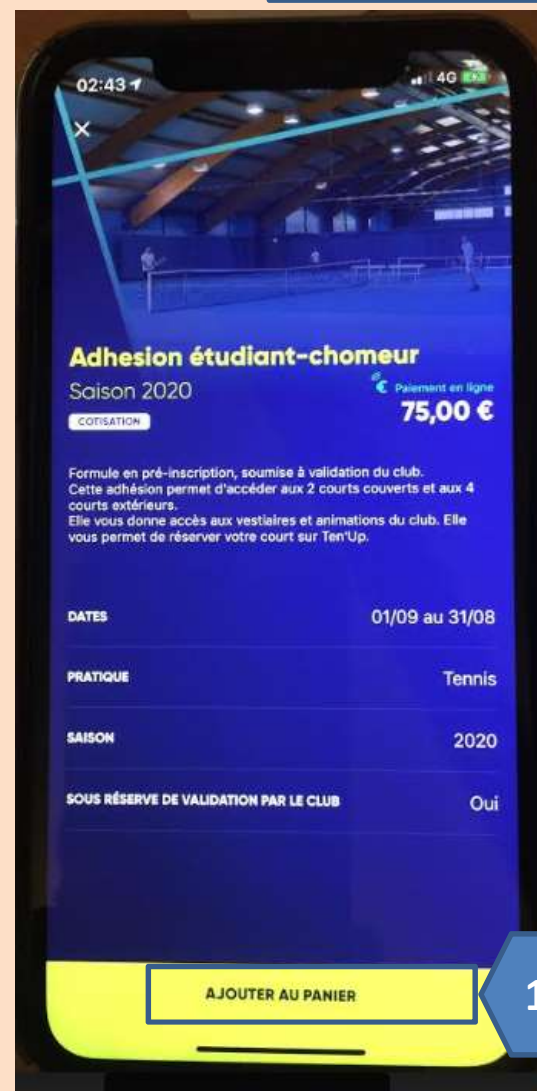 02:43
4G
Adhesion étudiant-chomeur
Saison 2020
€ Paiement en ligne
COTISATION
75,00 €
Formule en pré-inscription, soumise à validation du club.
Cette adhésion permet d'accéder aux 2 courts couverts et aux 4
courts extérieurs.
Elle vous donne accès aux vestiaires et animations du club. Elle
vous permet de réserver votre court sur Ten'Up.
DATES 01/09 au 31/08
PRATIQUE Tennis
SAISON 2020
SOUS RÉSERVE DE VALIDATION PAR LE CLUB Oui
AJOUTER AU PANIER
1